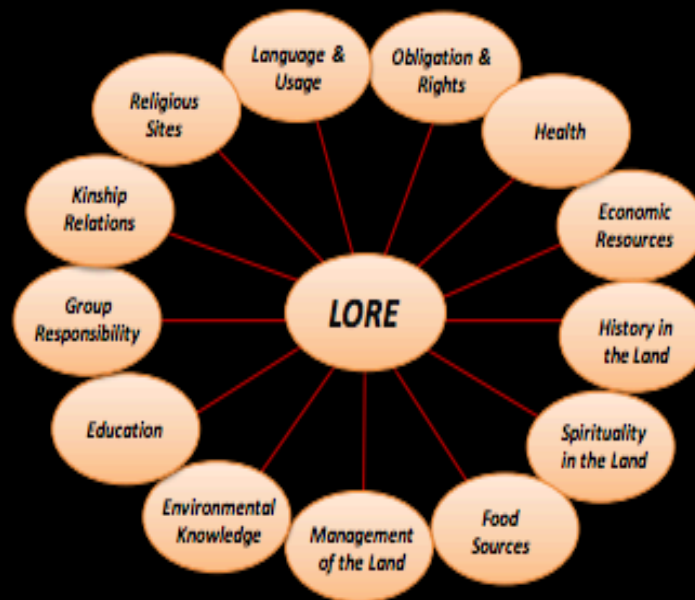 Language &
Usage
Obligation &
Rights
Health
Economic
Resources
History in
the Land
Spirituality
in the Land
Food
Sources
Management
of the Land
Environmental
Knowledge
Education
Group
Responsibility
Kinship
Relations
Religious
Sites
LORE